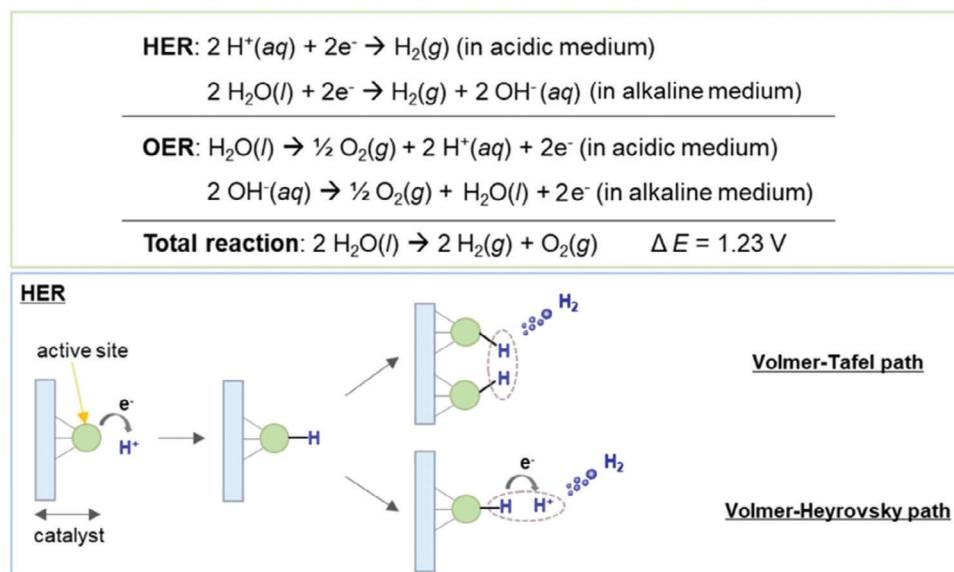 HER: 2 H⁺(aq) + 2e⁻ → H₂(g) (in acidic medium)
2 H₂O(l) + 2e⁻ → H₂(g) + 2 OH⁻(aq) (in alkaline medium)
OER: H₂O(l) → ½ O₂(g) + 2 H⁺(aq) + 2e⁻ (in acidic medium)
2 OH⁻(aq) → ½ O₂(g) + H₂O(l) + 2e⁻ (in alkaline medium)
Total reaction: 2 H₂O(l) → 2 H₂(g) + O₂(g) Δ E = 1.23 V
HER
active site
e⁻
H⁺
catalyst
H
H
H
H₂
Volmer-Tafel path
e⁻
H H⁺
H₂
Volmer-Heyrovsky path